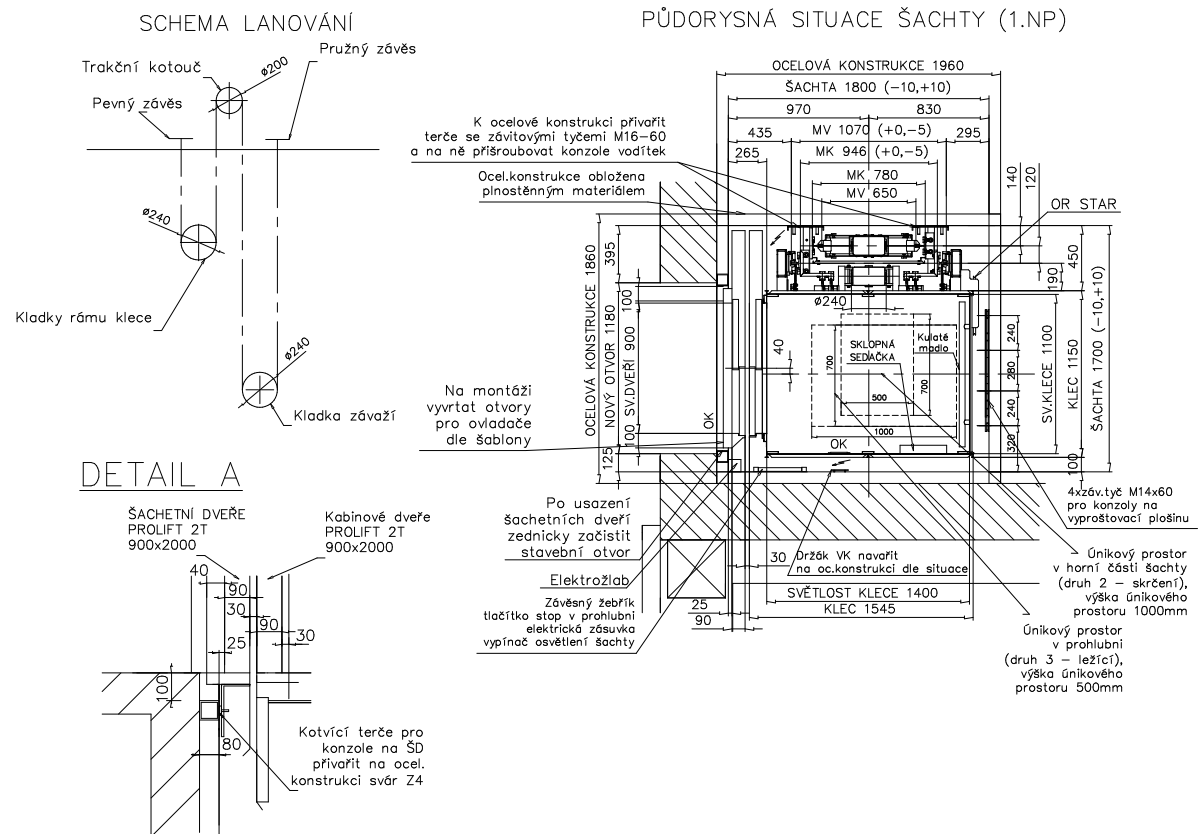 SCHEMA LANOVÁNÍ
Trakční kotouč
ø200
Pružný závěs
Pevný závěs
ø240
Kladky rámu klece
ø240
Kladka závaží
DETAIL A
ŠACHETNÍ DVEŘE
PROLIFT 2T
900x2000
Kabinové dveře
PROLIFT 2T
900x2000
40
90
30
90
25
30
100
80
Kotvící terče pro
konzole na ŠD
přivařit na ocel.
konstrukci svár Z4
PŮDORYSNÁ SITUACE ŠACHTY (1.NP)
OCELOVÁ KONSTRUKCE 1960
ŠACHTA 1800 (−10,+10)
970
830
435
MV 1070 (+0,−5)
295
265
MK 946 (+0,−5)
MK 780
MV 650
140
120
K ocelové konstrukci přivařit
terče se závitovými tyčemi M16−60
a na ně přišroubovat konzole vodítek
Ocel.konstrukce obložena
plnostěnným materiálem
OR STAR
OCELOVÁ KONSTRUKCE 1860
395
NOVÝ OTVOR 1180
125
100
SV.DVEŘÍ 900
100
450
190
ø240
40
OK
SKLOPNÁ
SEDAČKA
Kulaté
madlo
700
700
500
1000
OK
240
280
240
320
SV.KLECE 1100
KLEC 1150
100
ŠACHTA 1700 (−10,+10)
Na montáži
vyvrtat otvory
pro ovladače
dle šablony
Po usazení
šachetních dveří
zednicky začistit
stavební otvor
Elektrožlab
Závěsný žebřík
tlačítko stop v prohlubni
elektrická zásuvka
vypínač osvětlení šachty
30
Držák VK navařit
na oc.konstrukci dle situace
SVĚTLOST KLECE 1400
KLEC 1545
25
90
4xzáv.tyč M14x60
pro konzoly na
vyprošťovací plošinu
Únikový prostor
v horní části šachty
(druh 2 − skrčení),
výška únikového
prostoru 1000mm
Únikový prostor
v prohlubni
(druh 3 − ležící),
výška únikového
prostoru 500mm